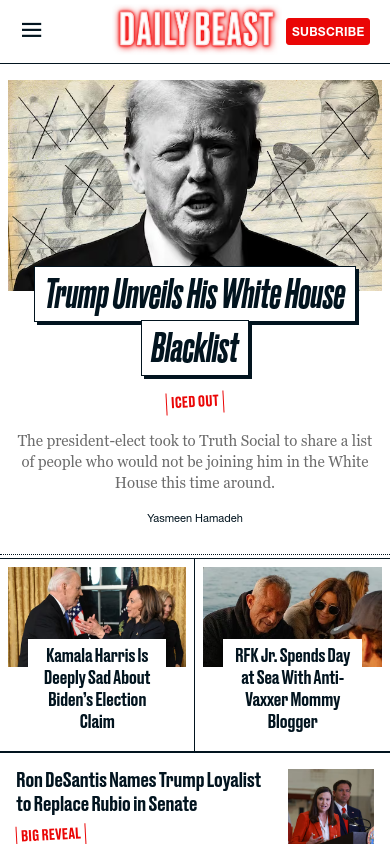 DAILY BEAST
SUBSCRIBE
Trump Unveils His White House
Blacklist
ICED OUT
The president-elect took to Truth Social to share a list
of people who would not be joining him in the White
House this time around.
Yasmeen Hamadeh
Kamala Harris Is
Deeply Sad About
Biden's Election
Claim
RFK Jr. Spends Day
at Sea With Anti-
Vaxxer Mommy
Blogger
Ron DeSantis Names Trump Loyalist
to Replace Rubio in Senate
BIG REVEAL